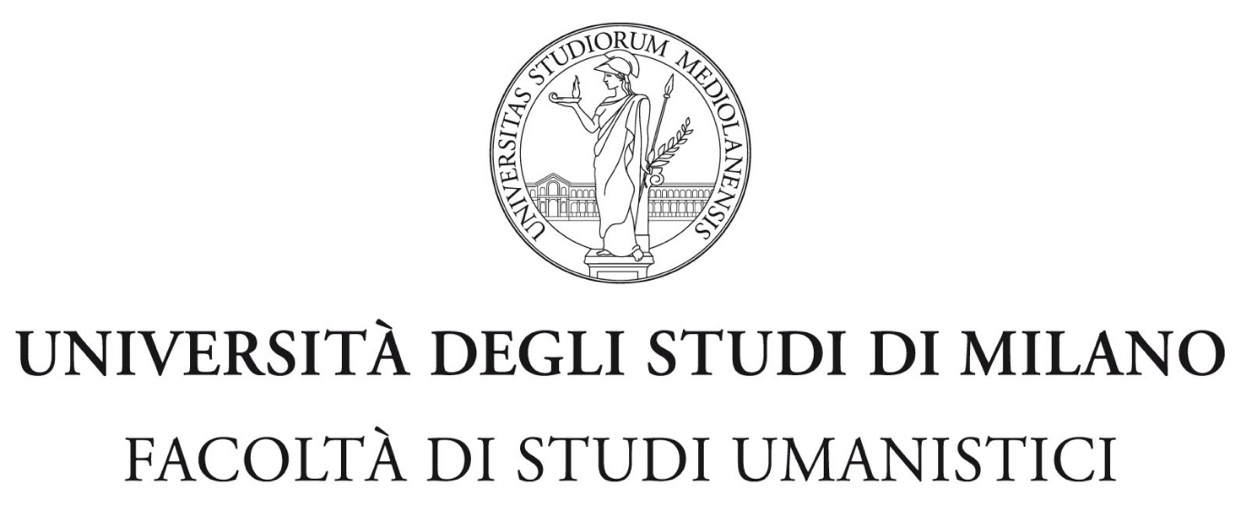 UNIVERSITAS STUDIORUM MEDIOLANENSIS
UNIVERSITÀ DEGLI STUDI DI MILANO
FACOLTÀ DI STUDI UMANISTICI